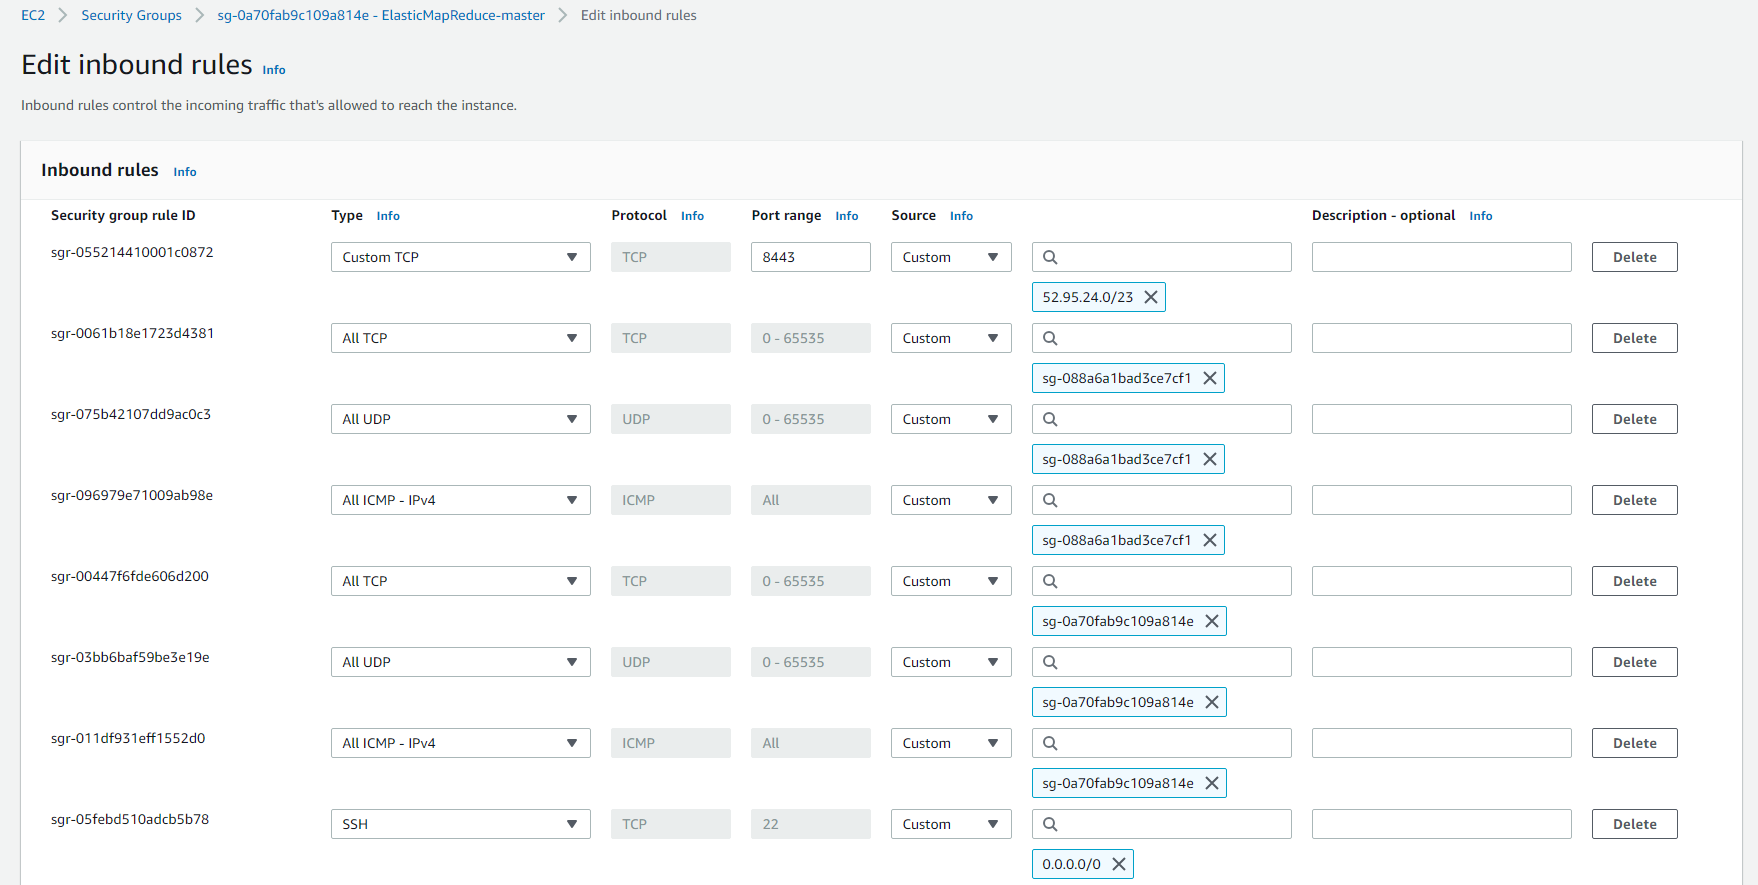 EC2 > Security Groups > sg-0a70fab9c109a814e - ElasticMapReduce-master > Edit inbound rules
Edit inbound rules Info
Inbound rules control the incoming traffic that's allowed to reach the instance.
Inbound rules Info
Security group rule ID Type Info Protocol Info Port range Info Source Info Description - optional Info
sgr-055214410001c0872 Custom TCP TCP 8443 Custom Delete
52.95.24.0/23
sgr-0061b18e1723d4381 All TCP TCP 0 - 65535 Custom Delete
sg-088a6a1bad3ce7cf1
sgr-075b42107dd9ac0c3 All UDP UDP 0 - 65535 Custom Delete
sg-088a6a1bad3ce7cf1
sgr-096979e71009ab98e All ICMP - IPv4 ICMP All Custom Delete
sg-088a6a1bad3ce7cf1
sgr-00447f6fde606d200 All TCP TCP 0 - 65535 Custom Delete
sg-0a70fab9c109a814e
sgr-03bb6baf59be3e19e All UDP UDP 0 - 65535 Custom Delete
sg-0a70fab9c109a814e
sgr-011df931eff1552d0 All ICMP - IPv4 ICMP All Custom Delete
sg-0a70fab9c109a814e
sgr-05febd510adcb5b78 SSH TCP 22 Custom Delete
0.0.0.0/0